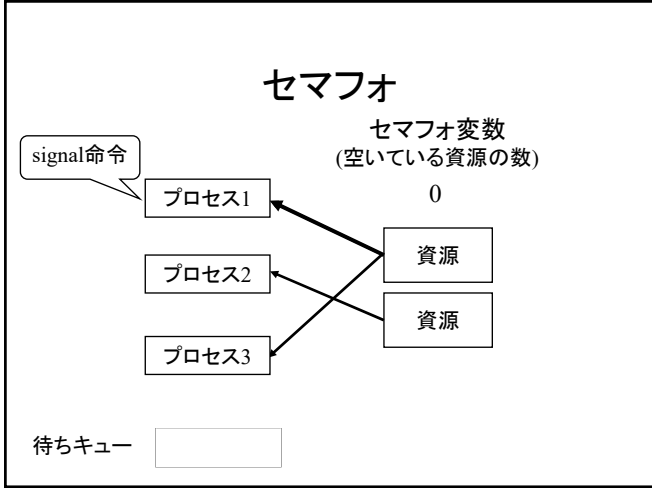 セマフォ
セマフォ変数
(空いている資源の数)
0
signal命令
プロセス1
資源
プロセス2
資源
プロセス3
待ちキュー